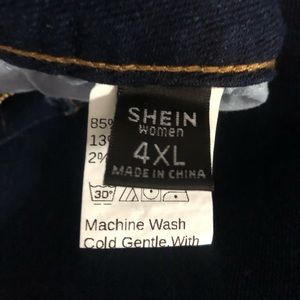 SHEIN
Women
4XL
MADE IN CHINA
85%
13%
2%
30°
Machine Wash
Cold Gentle With